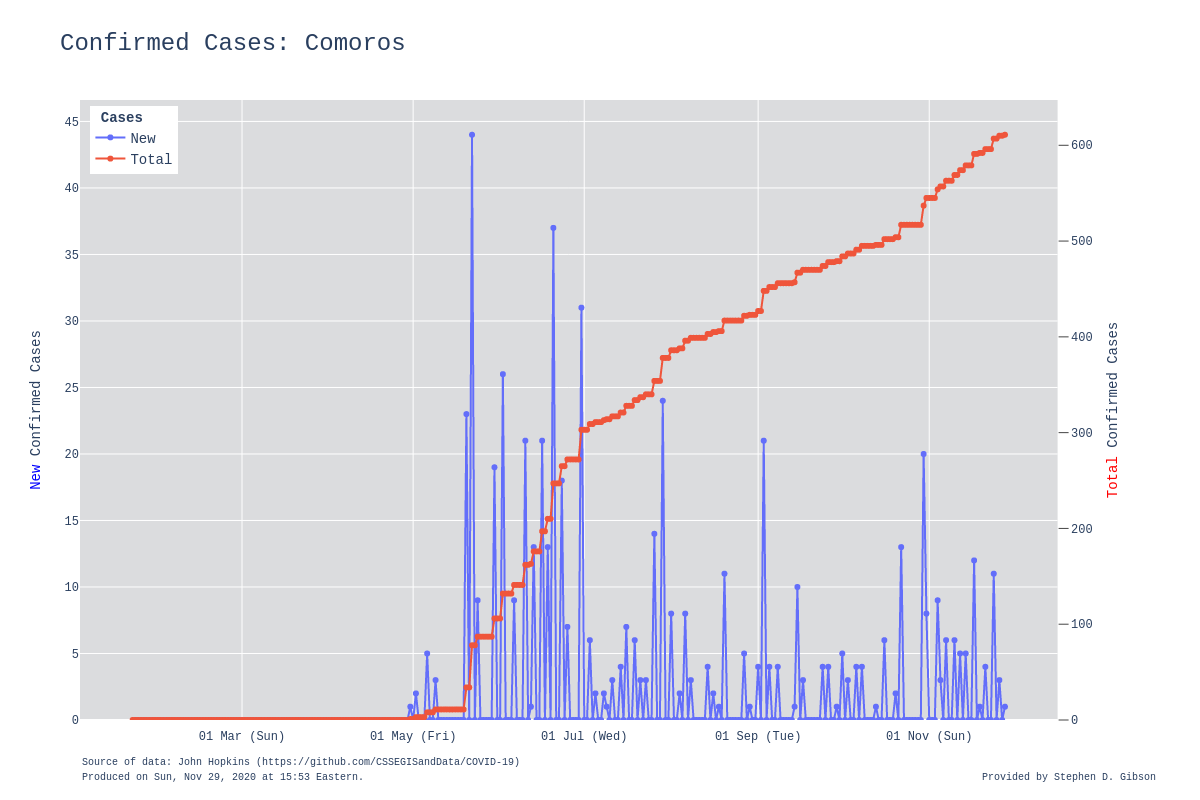 Confirmed Cases: Comoros
Cases
New
Total
45
40
35
30
25
20
15
10
5
0
600
500
400
300
200
100
0
New Confirmed Cases
Total Confirmed Cases
01 Mar (Sun)
01 May (Fri)
01 Jul (Wed)
01 Sep (Tue)
01 Nov (Sun)
Source of data: John Hopkins (https://github.com/CSSEGISandData/COVID-19)
Produced on Sun, Nov 29, 2020 at 15:53 Eastern.
Provided by Stephen D. Gibson